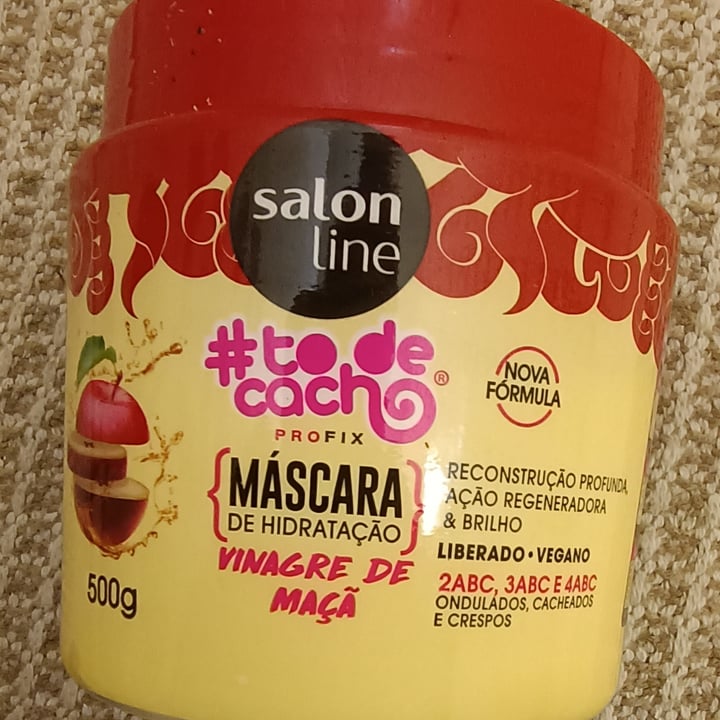 salon
line
#to de
cacho®
PROFIX
NOVA
FÓRMULA
{MÁSCARA
DE HIDRATAÇÃO}
VINAGRE DE
MAÇÃ
500g
RECONSTRUÇÃO PROFUNDA,
AÇÃO REGENERADORA
& BRILHO
LIBERADO • VEGANO
2ABC, 3ABC E 4ABC
ONDULADOS, CACHEADOS
E CRESPOS